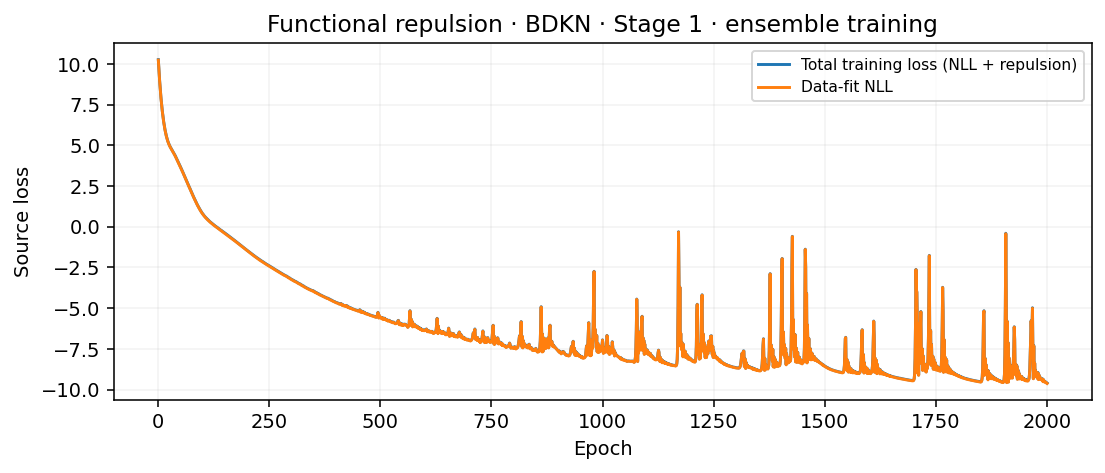 Functional repulsion · BDKN · Stage 1 · ensemble training
Total training loss (NLL + repulsion)
Data-fit NLL
Source loss
10.0
7.5
5.0
2.5
0.0
−2.5
−5.0
−7.5
−10.0
0 250 500 750 1000 1250 1500 1750 2000
Epoch